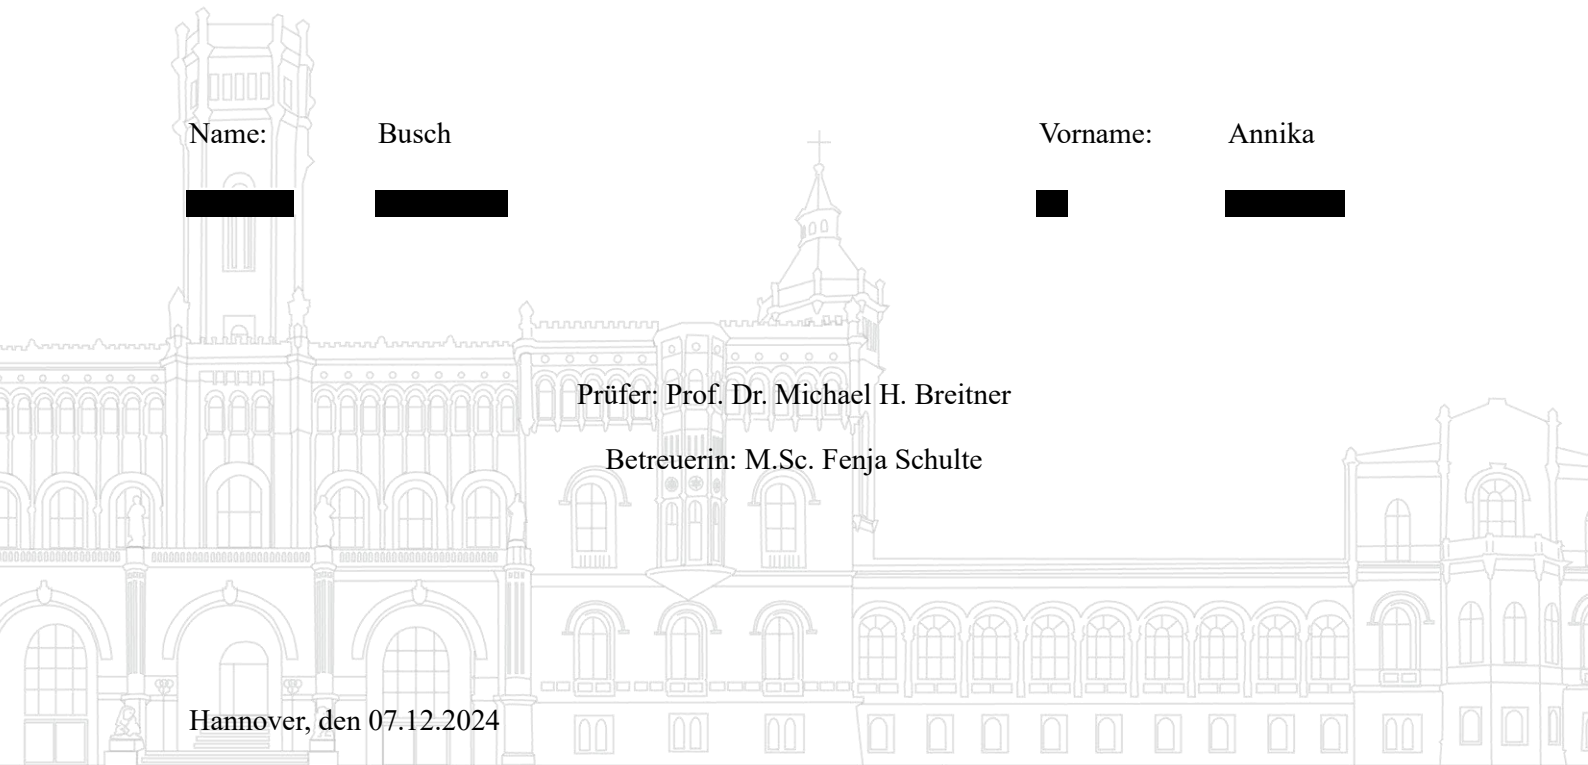 Name: Busch Vorname: Annika
Prüfer: Prof. Dr. Michael H. Breitner
Betreuerin: M.Sc. Fenja Schulte
Hannover, den 07.12.2024